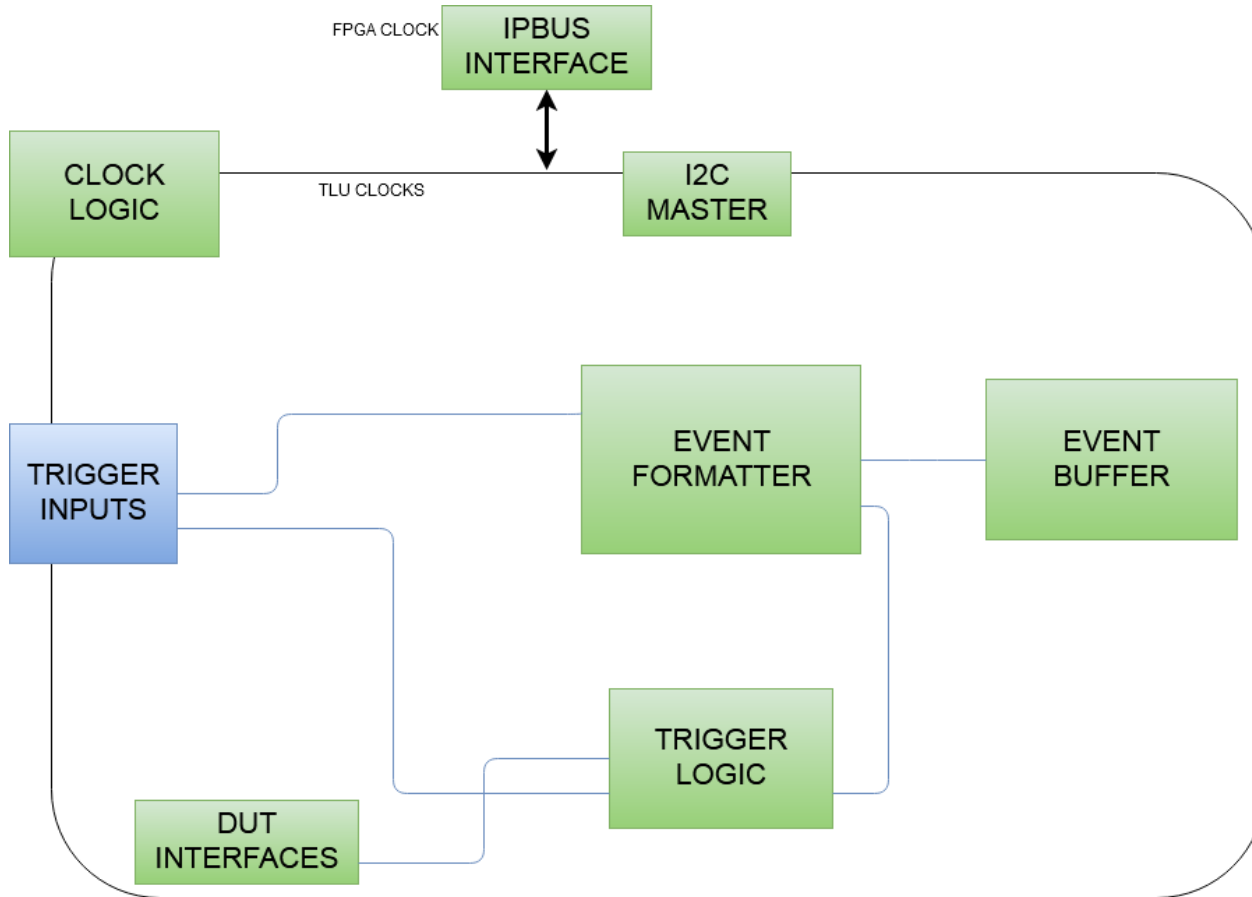 FPGA CLOCK
IPBUS
INTERFACE
CLOCK
LOGIC
TLU CLOCKS
I2C
MASTER
TRIGGER
INPUTS
EVENT
FORMATTER
EVENT
BUFFER
TRIGGER
LOGIC
DUT
INTERFACES